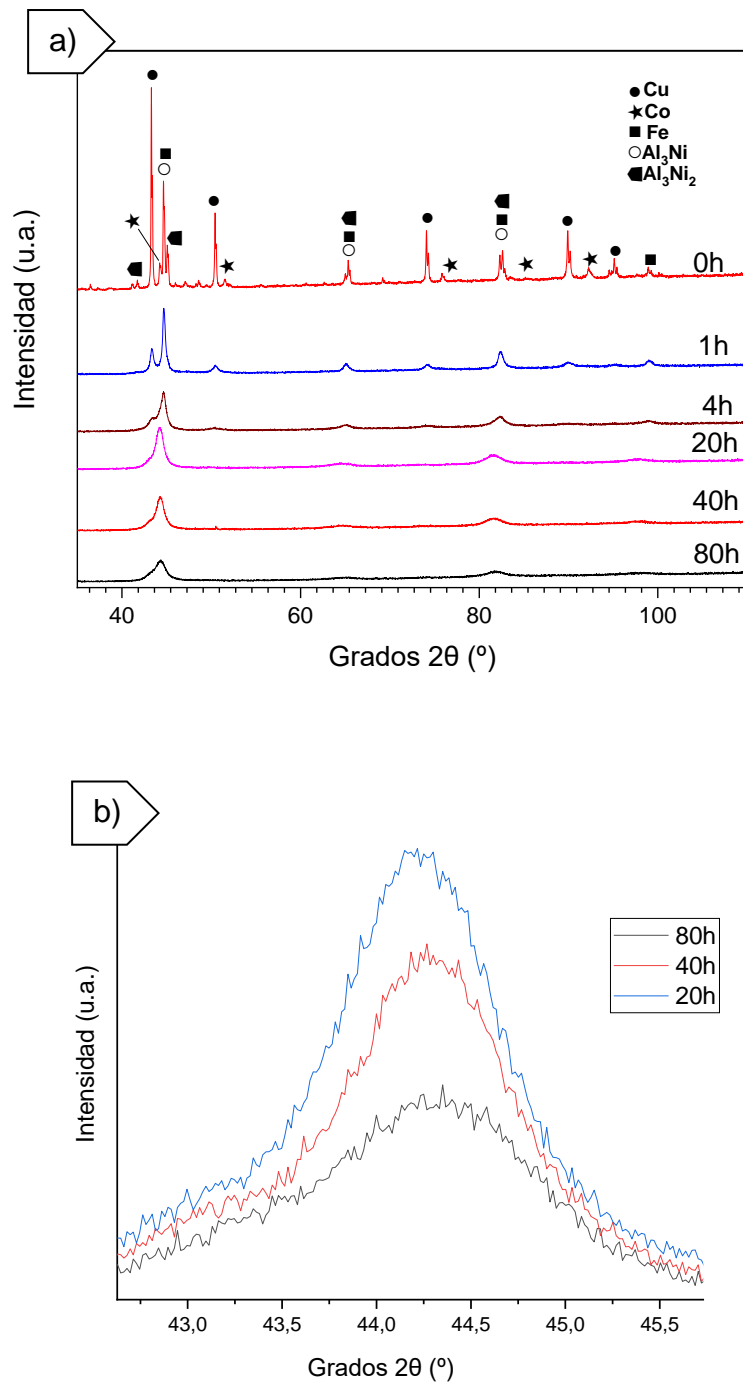 a)
Cu
Co
Fe
Al₃Ni
Al₃Ni₂
0h
1h
4h
20h
40h
80h
Intensidad (u.a.)
40 60 80 100
Grados 2θ (º)
b)
80h
40h
20h
Intensidad (u.a.)
43,0 43,5 44,0 44,5 45,0 45,5
Grados 2θ (º)